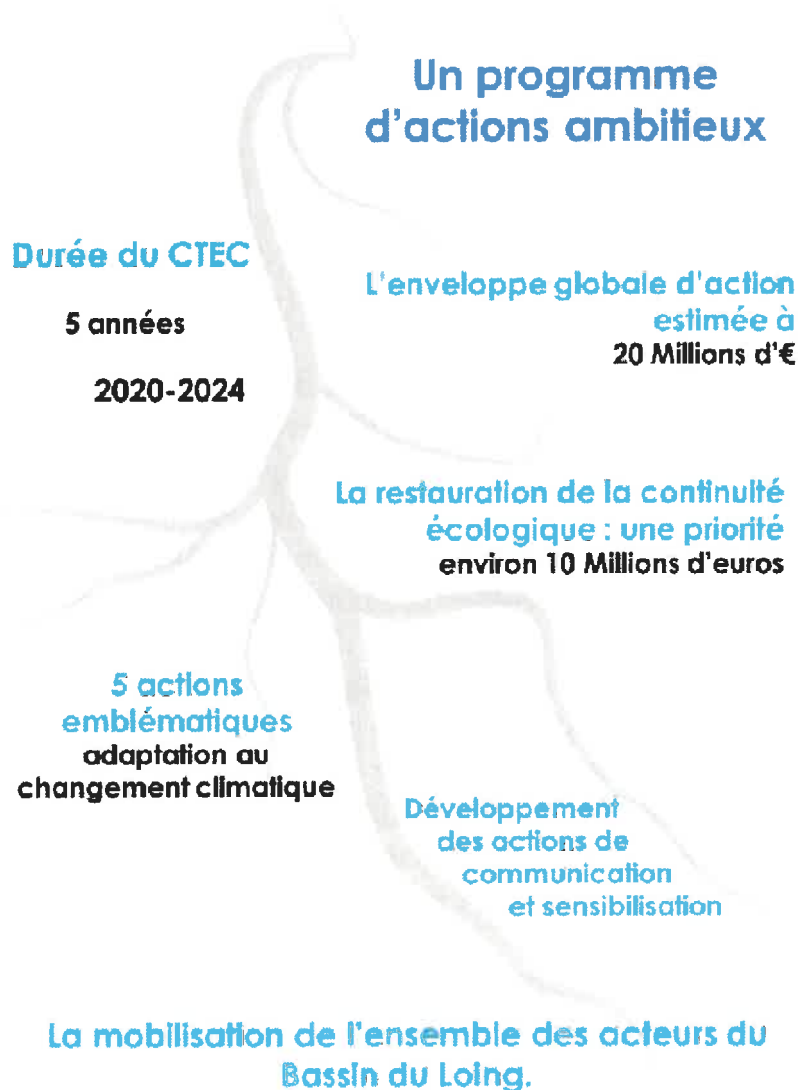 Un programme
d'actions ambitieux
Durée du CTEC
5 années
2020-2024
L'enveloppe globale d'action
estimée à
20 Millions d'€
La restauration de la continuité
écologique : une priorité
environ 10 Millions d'euros
5 actions
emblématiques
adaptation au
changement climatique
Développement
des actions de
communication
et sensibilisation
La mobilisation de l'ensemble des acteurs du
Bassin du Loing.